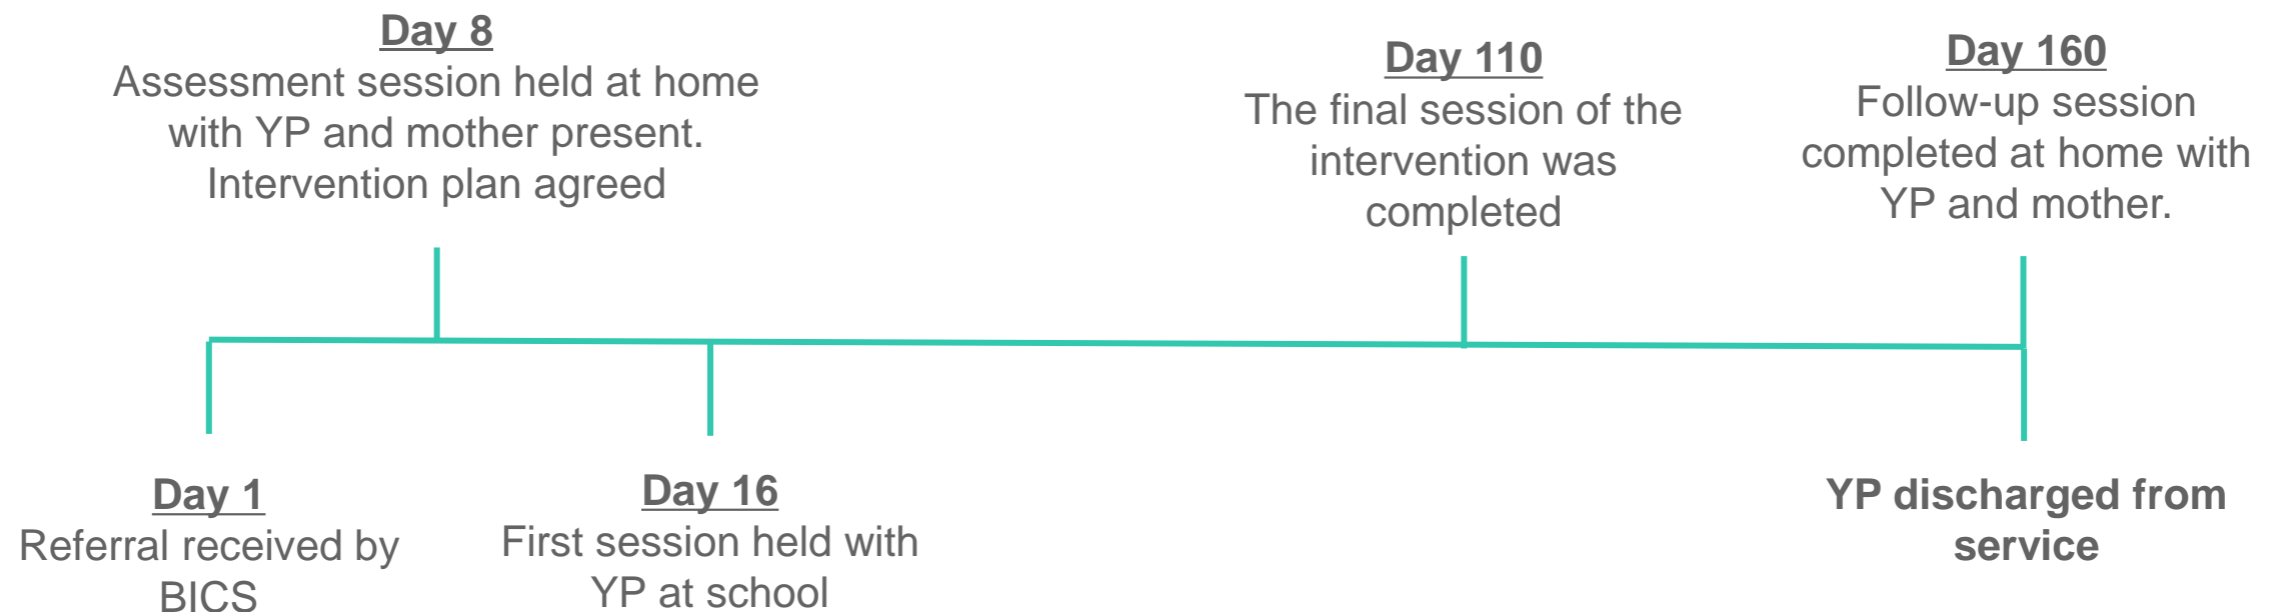 Day 8
Assessment session held at home
with YP and mother present.
Intervention plan agreed
Day 110
The final session of the
intervention was
completed
Day 160
Follow-up session
completed at home with
YP and mother.
Day 1
Referral received by
BICS
Day 16
First session held with
YP at school
YP discharged from
service